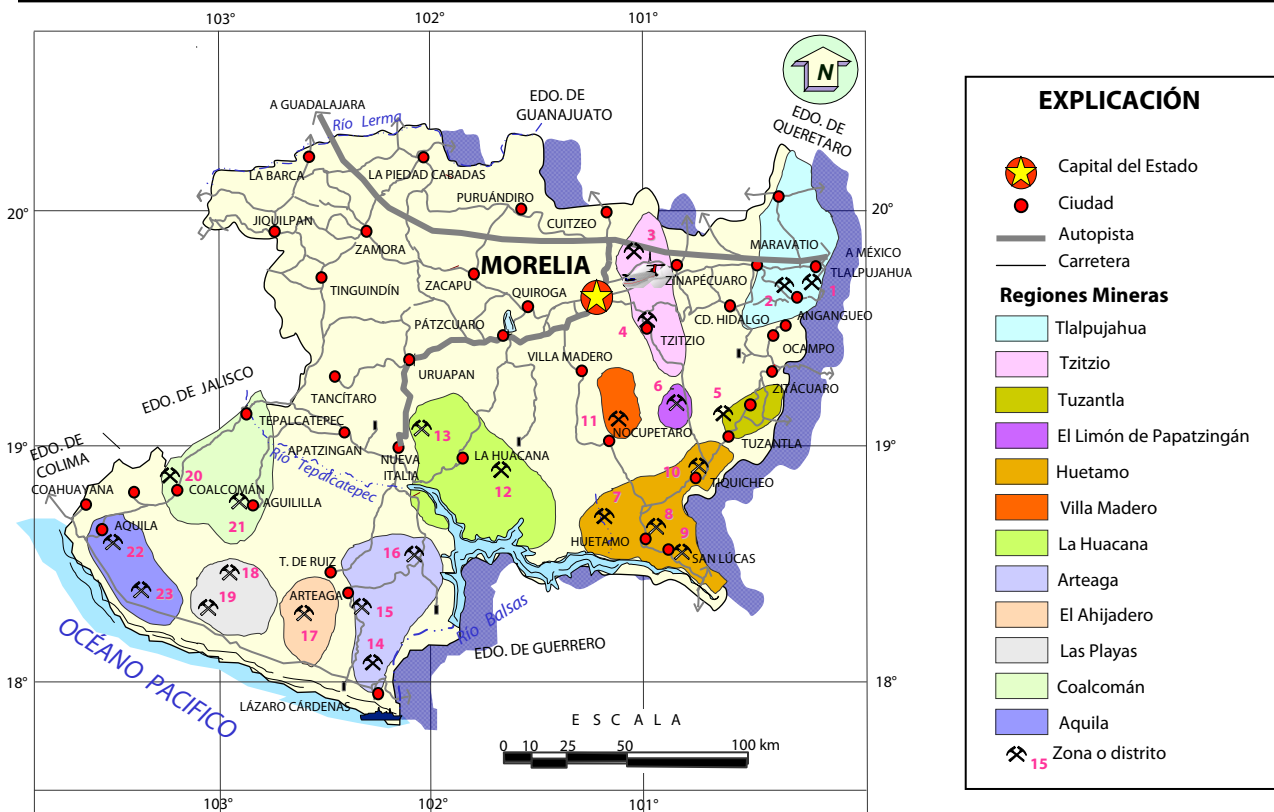 103°
102°
101°
N
EDO. DE
GUANAJUATO
A GUADALAJARA
Río Lerma
EDO. DE
QUERETARO
LA BARCA
LA PIEDAD CABADAS
20°
20°
PURUÁNDIRO
CUITZEO
JIQUILPAN
ZAMORA
3
MARAVATIO
A MÉXICO
MORELIA
TLALPUJAHUA
TINGUINDÍN
ZACAPU
ZINAPÉCUARO
2
1
QUIROGA
CD. HIDALGO
ANGANGUEO
PÁTZCUARO
4
TZITZIO
OCAMPO
VILLA MADERO
URUAPAN
EDO. DE JALISCO
TANCÍTARO
6
5
ZITÁCUARO
TEPALCATEPEC
11
13
NOCUPETARO
TUZANTLA
19°
19°
EDO. DE
COLIMA
APATZINGAN
Río Tepalcatepec
NUEVA
ITALIA
LA HUACANA
10
20
TIQUICHEO
COAHUAYANA
COALCOMÁN
12
AGUILILLA
7
21
8
AQUILA
9
HUETAMO
22
16
SAN LÚCAS
T. DE RUIZ
18
23
19
ARTEAGA
15
17
Río Balsas
14
EDO. DE GUERRERO
OCÉANO PACIFICO
18°
18°
LÁZARO CÁRDENAS
E S C A L A
0 10 25 50 100 km
103°
102°
101°
EXPLICACIÓN
Capital del Estado
Ciudad
Autopista
Carretera
Regiones Mineras
Tlalpujahua
Tzitzio
Tuzantla
El Limón de Papatzingán
Huetamo
Villa Madero
La Huacana
Arteaga
El Ahijadero
Las Playas
Coalcomán
Aquila
15 Zona o distrito